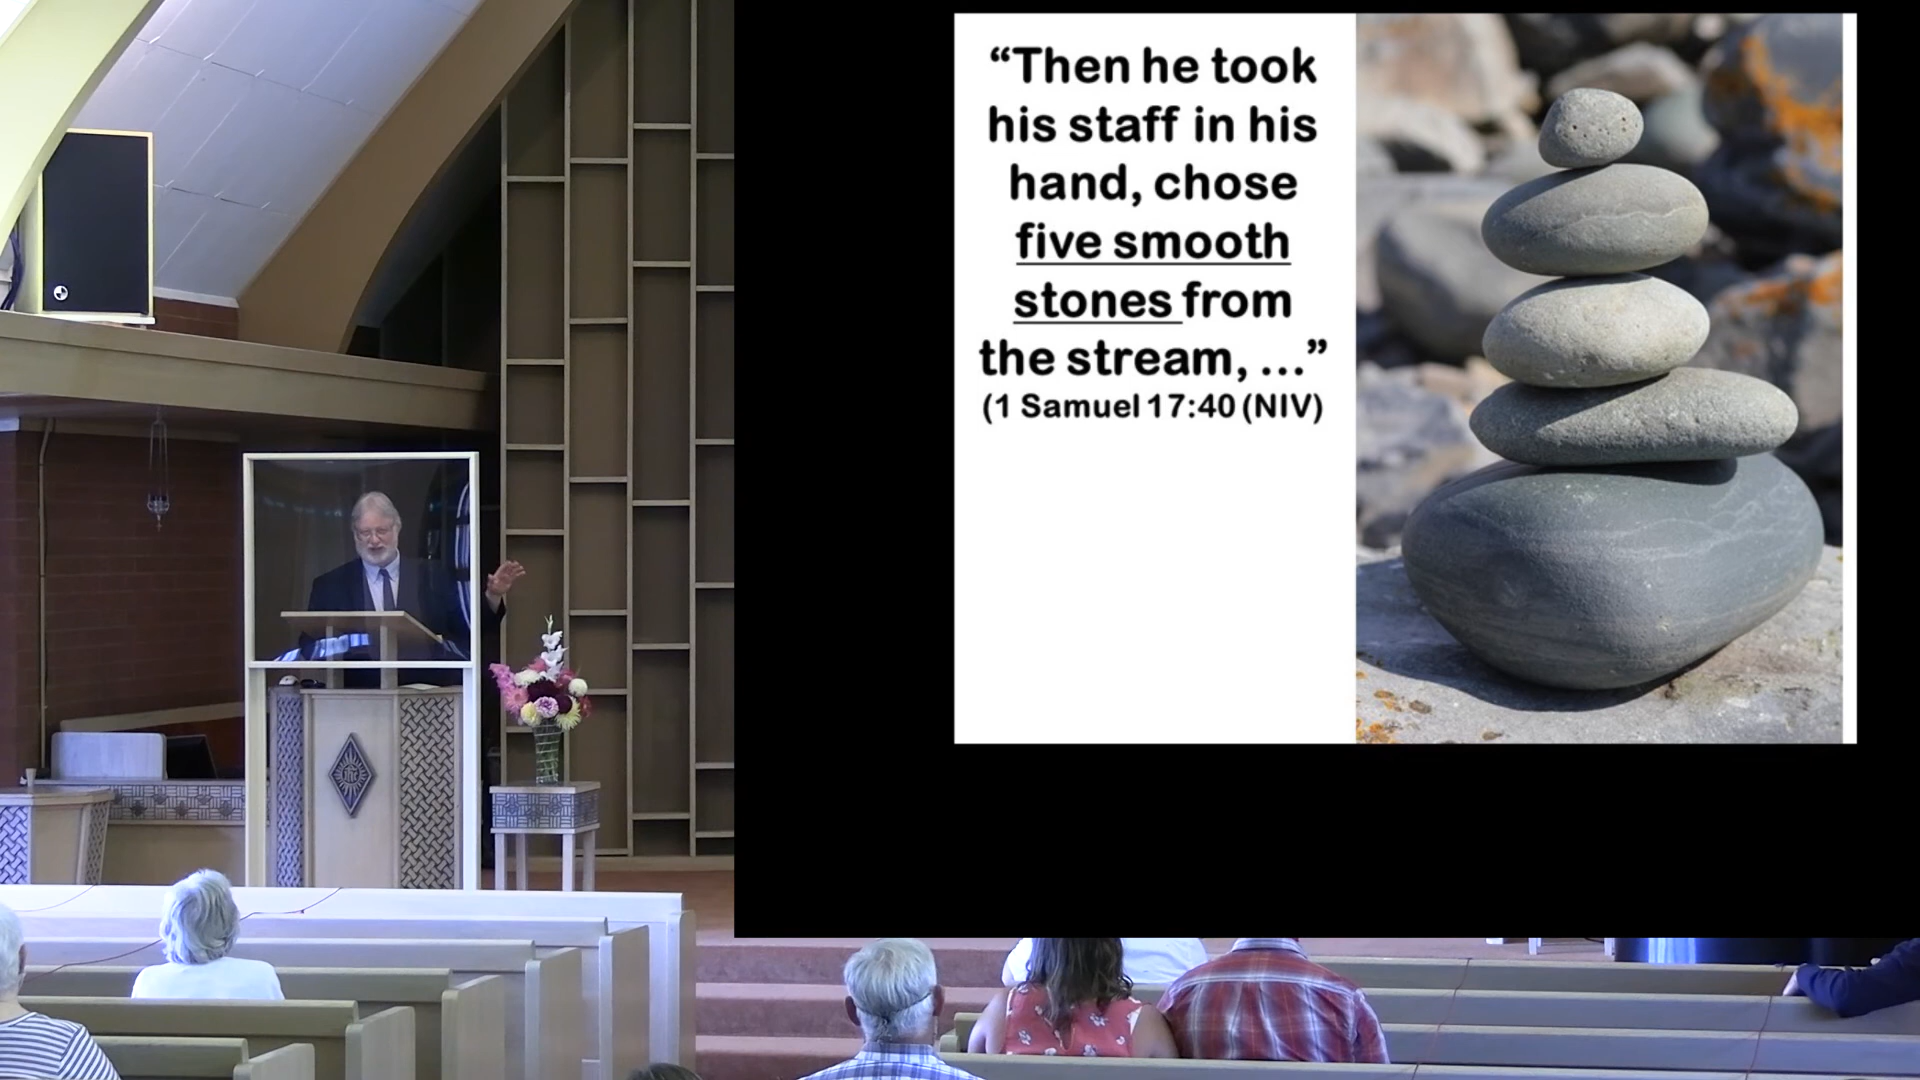 “Then he took
his staff in his
hand, chose
five smooth
stones from
the stream, ...”
(1 Samuel 17:40 (NIV)